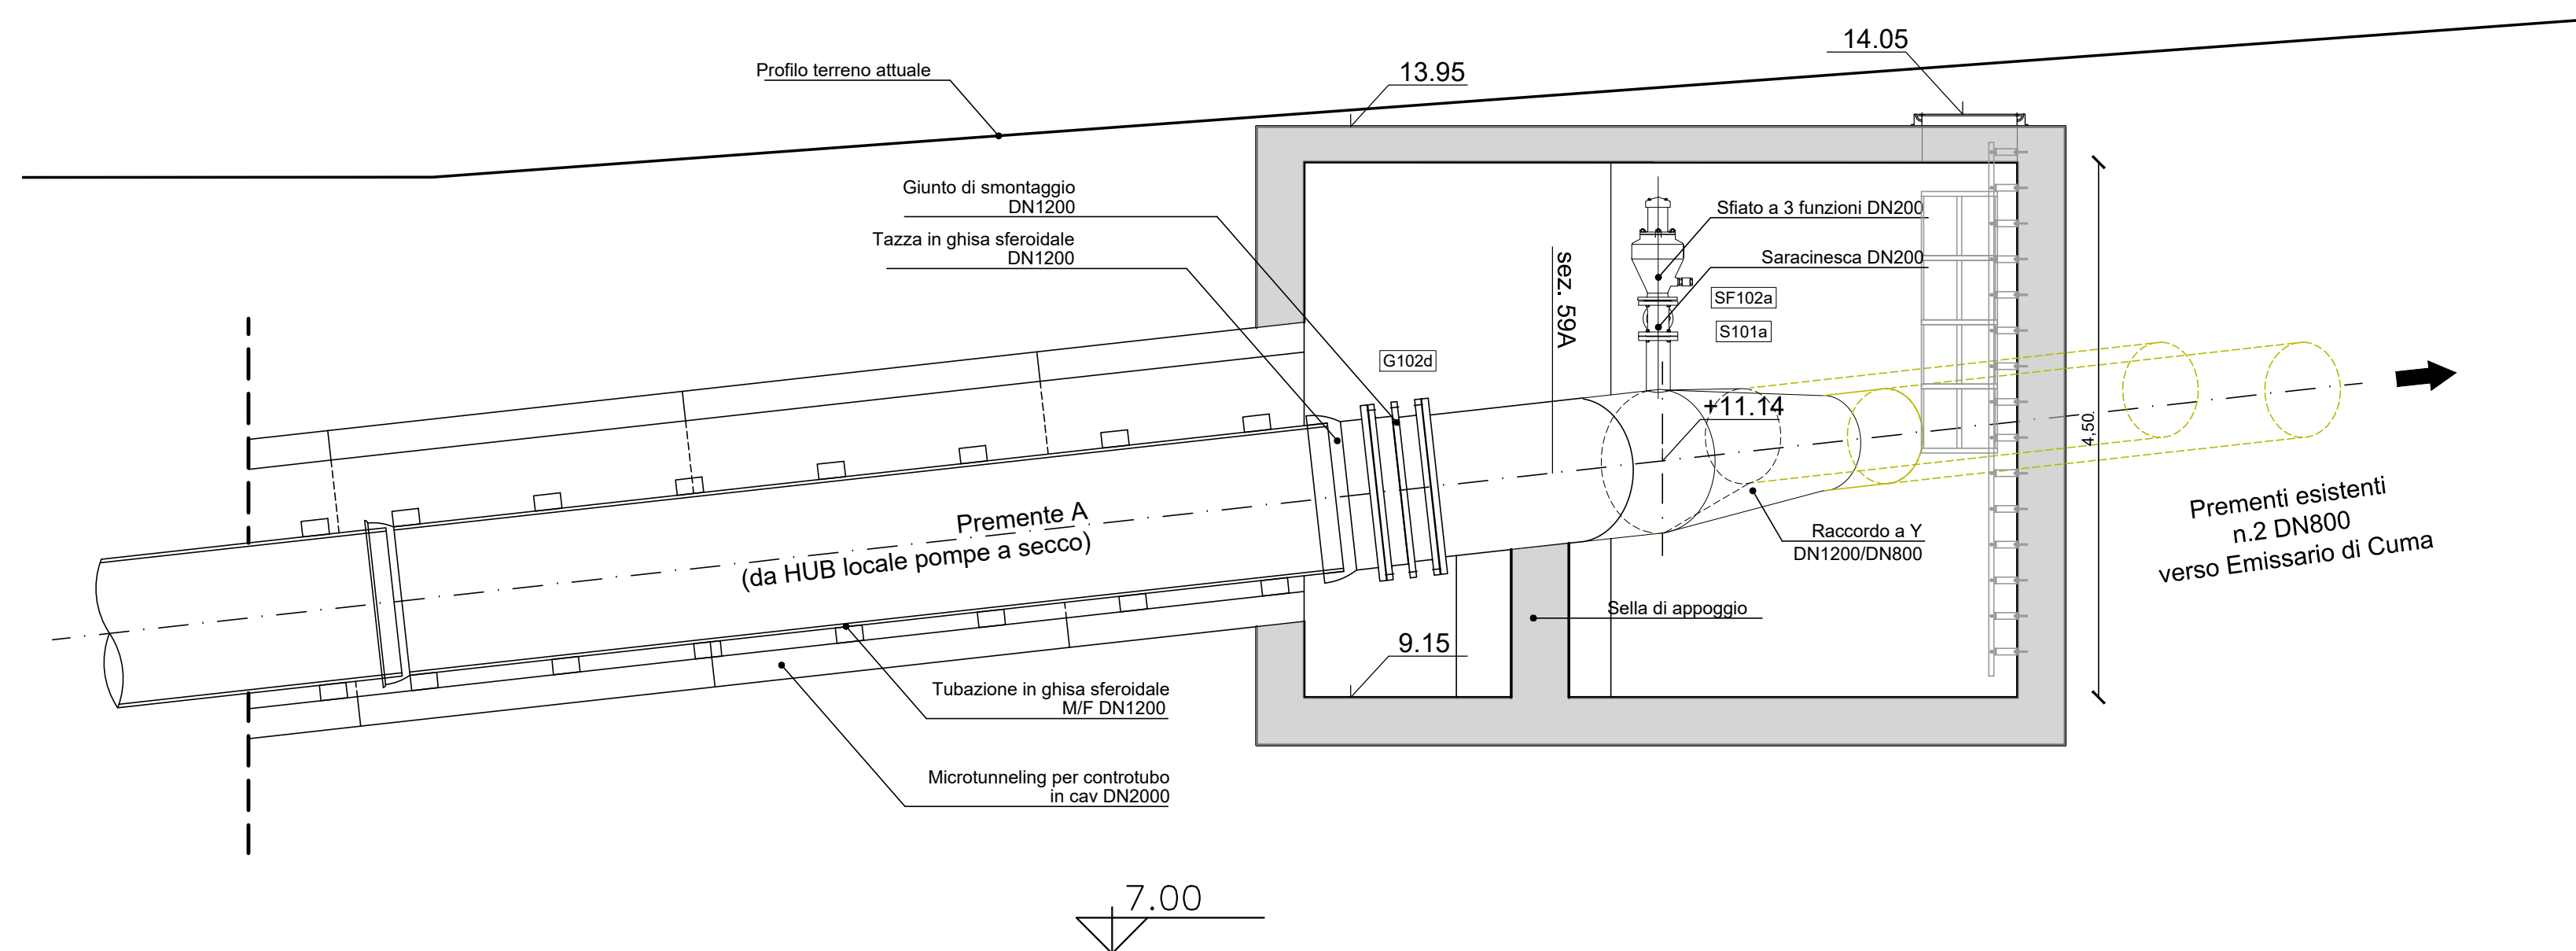 14.05
Profilo terreno attuale
13.95
Giunto di smontaggio
DN1200
Sfiato a 3 funzioni DN200
Tazza in ghisa sferoidale
DN1200
Saracinesca DN200
sez. 59A
SF102a
S101a
G102d
+11.14
4,50.
Premente A
(da HUB locale pompe a secco)
Prementi esistenti
n.2 DN800
verso Emissario di Cuma
Raccordo a Y
DN1200/DN800
Sella di appoggio
9.15
Tubazione in ghisa sferoidale
M/F DN1200
Microtunneling per controtubo
in cav DN2000
7.00